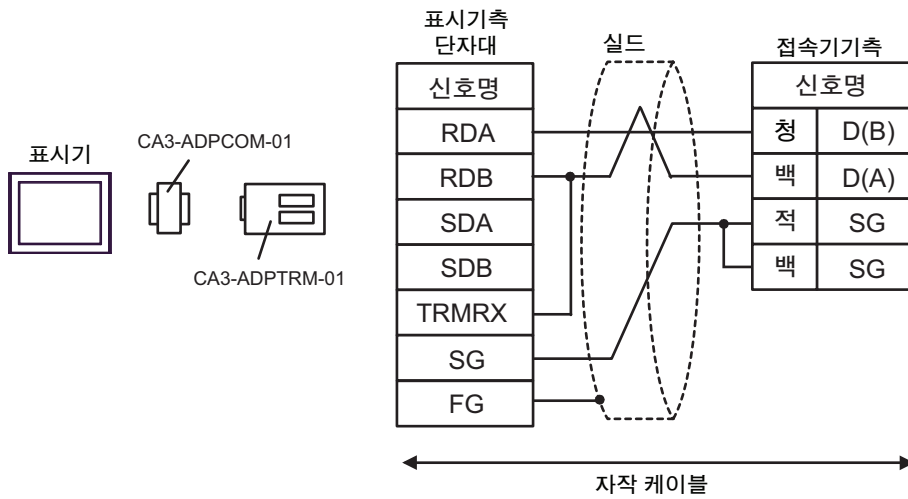 표시기
CA3-ADPCOM-01
CA3-ADPTRM-01
표시기측
단자대
신호명
RDA
RDB
SDA
SDB
TRMRX
SG
FG
실드
접속기기측
신호명
청 D(B)
백 D(A)
적 SG
백 SG
자작 케이블